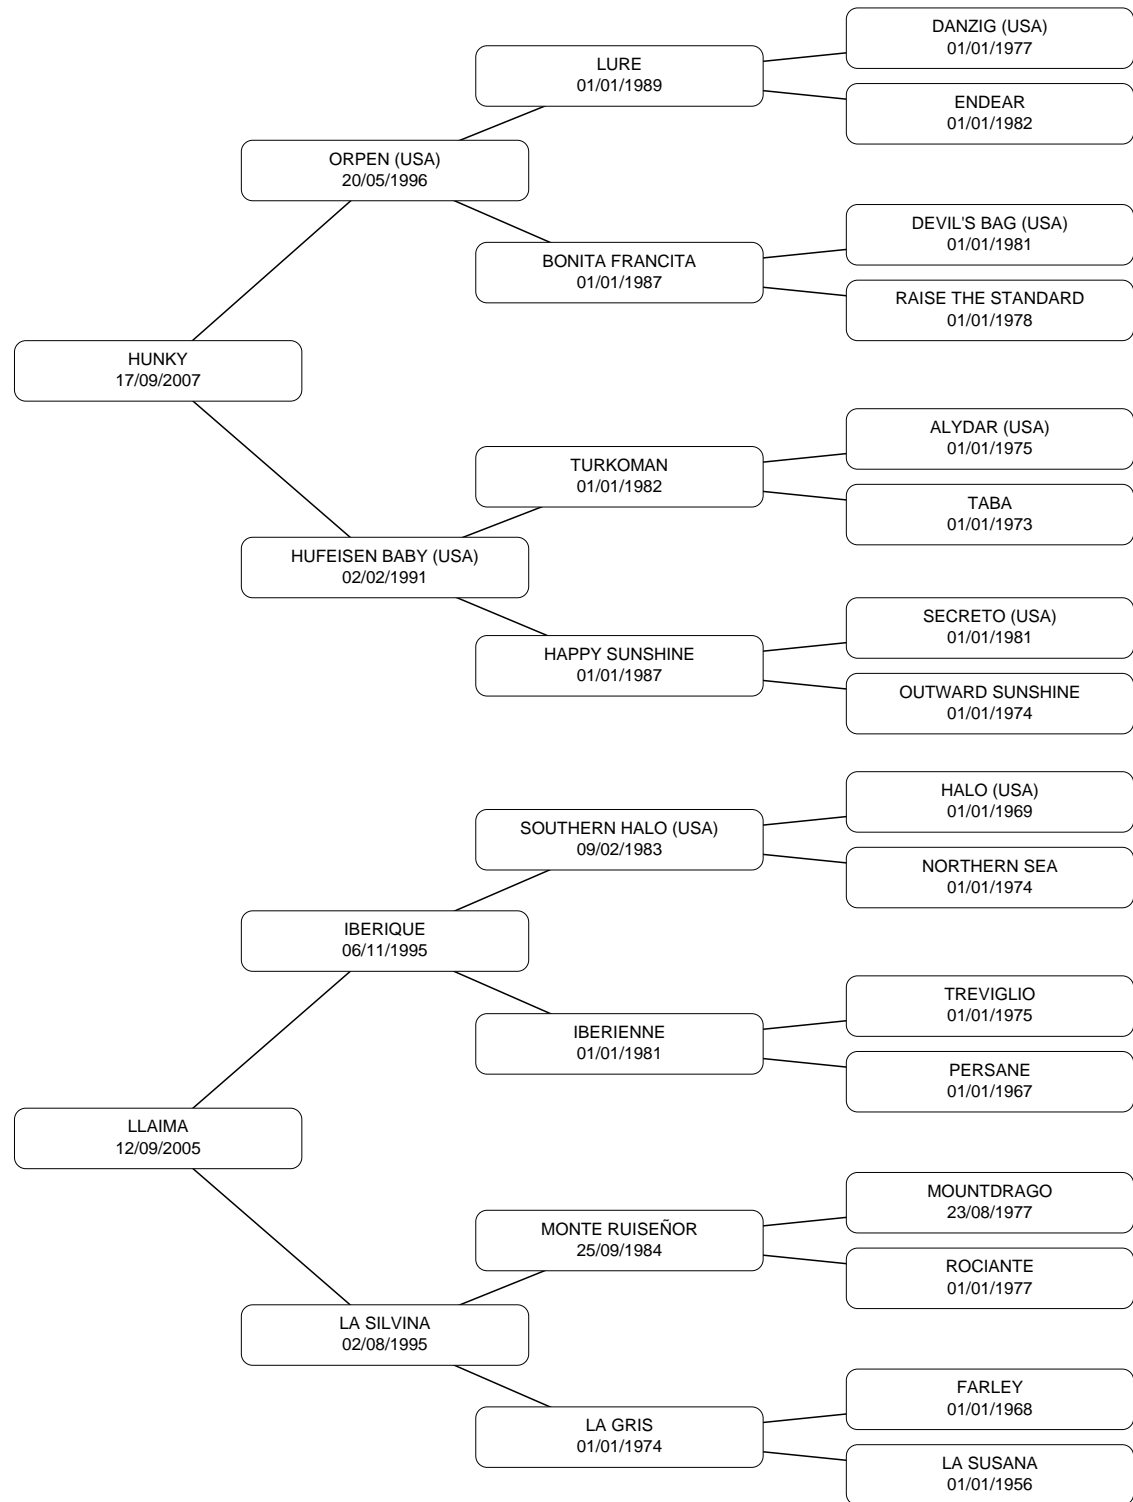 DANZIG (USA)
01/01/1977
LURE
01/01/1989
ENDEAR
01/01/1982
ORPEN (USA)
20/05/1996
DEVIL'S BAG (USA)
01/01/1981
BONITA FRANCITA
01/01/1987
RAISE THE STANDARD
01/01/1978
HUNKY
17/09/2007
ALYDAR (USA)
01/01/1975
TURKOMAN
01/01/1982
TABA
01/01/1973
HUFEISEN BABY (USA)
02/02/1991
SECRETO (USA)
01/01/1981
HAPPY SUNSHINE
01/01/1987
OUTWARD SUNSHINE
01/01/1974
HALO (USA)
01/01/1969
SOUTHERN HALO (USA)
09/02/1983
NORTHERN SEA
01/01/1974
IBERIQUE
06/11/1995
TREVIGLIO
01/01/1975
IBERIENNE
01/01/1981
PERSANE
01/01/1967
LLAIMA
12/09/2005
MOUNTDRAGO
23/08/1977
MONTE RUISEÑOR
25/09/1984
ROCIANTE
01/01/1977
LA SILVINA
02/08/1995
FARLEY
01/01/1968
LA GRIS
01/01/1974
LA SUSANA
01/01/1956